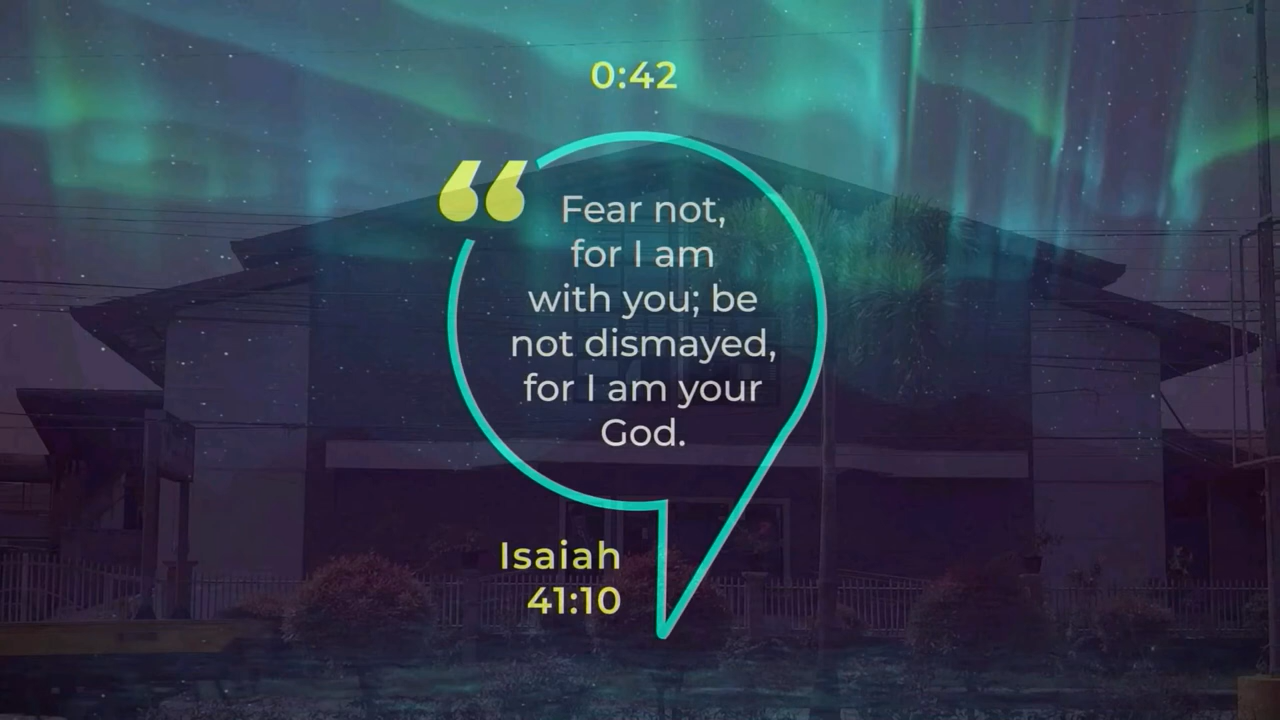 0:42
“
Fear not,
for I am
with you; be
not dismayed,
for I am your
God.
Isaiah
41:10